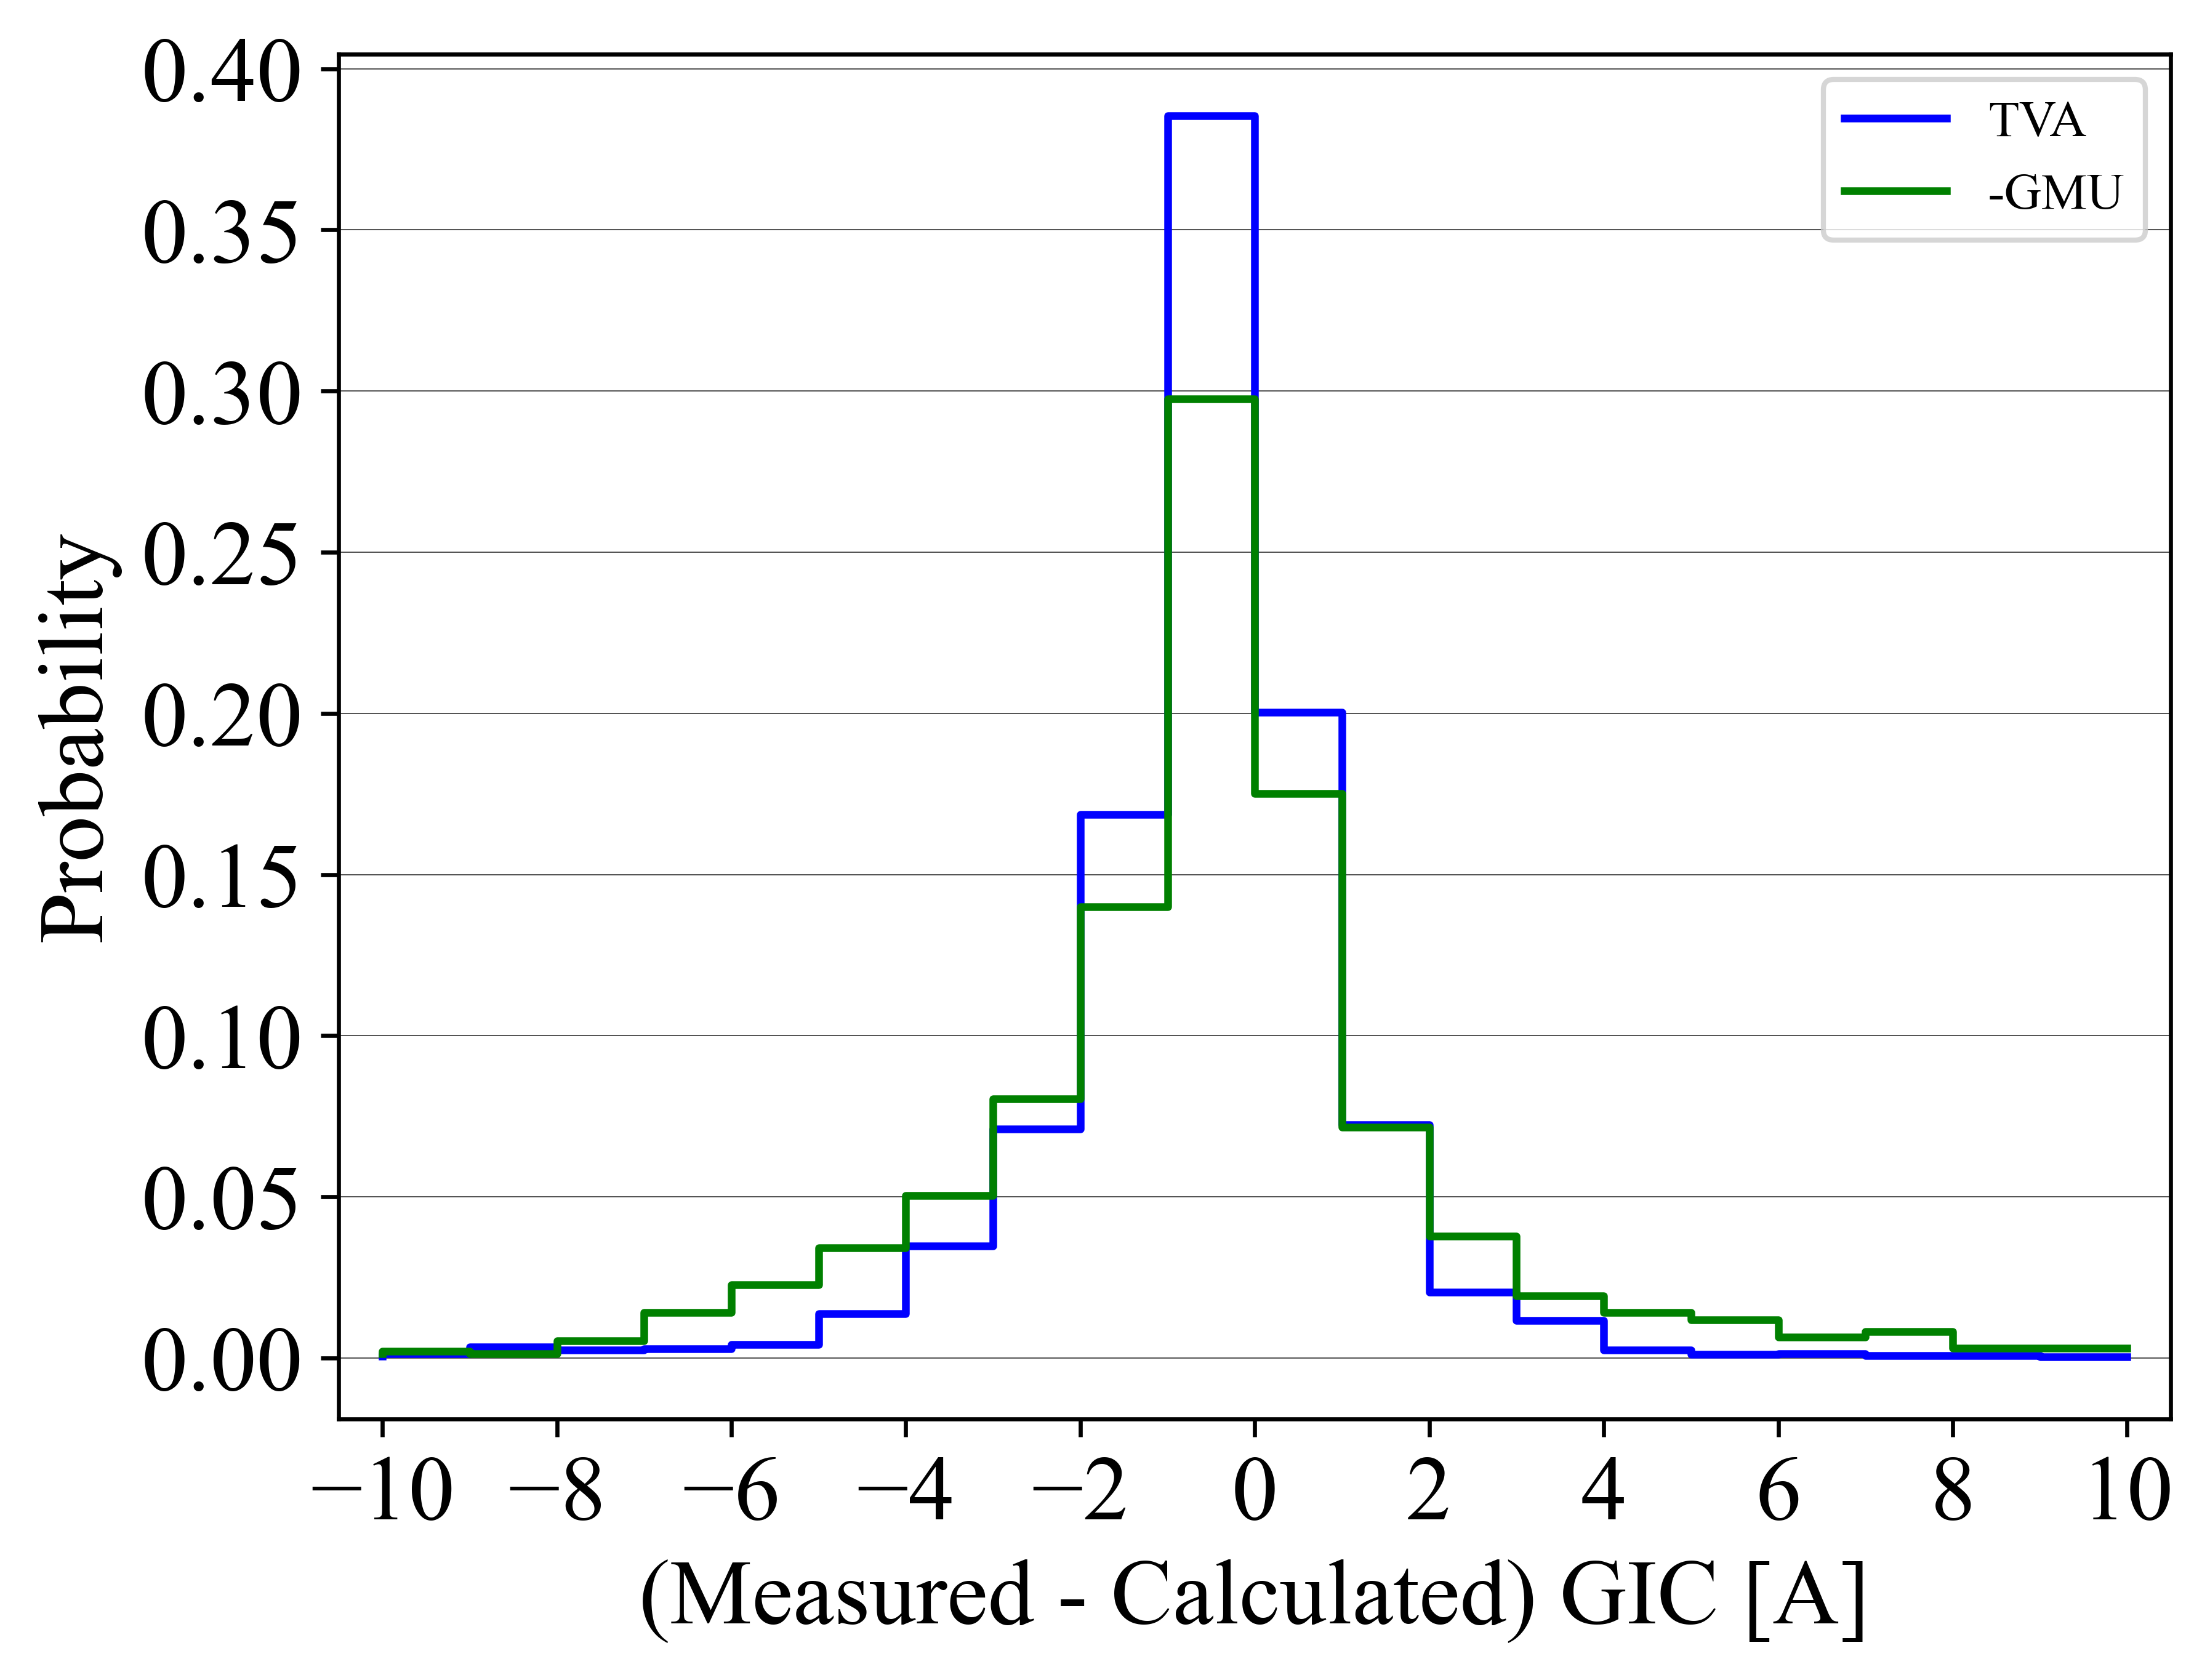 0.40
0.35
0.30
0.25
0.20
0.15
0.10
0.05
0.00
Probability
TVA
-GMU
−10 −8 −6 −4 −2 0 2 4 6 8 10
(Measured - Calculated) GIC [A]